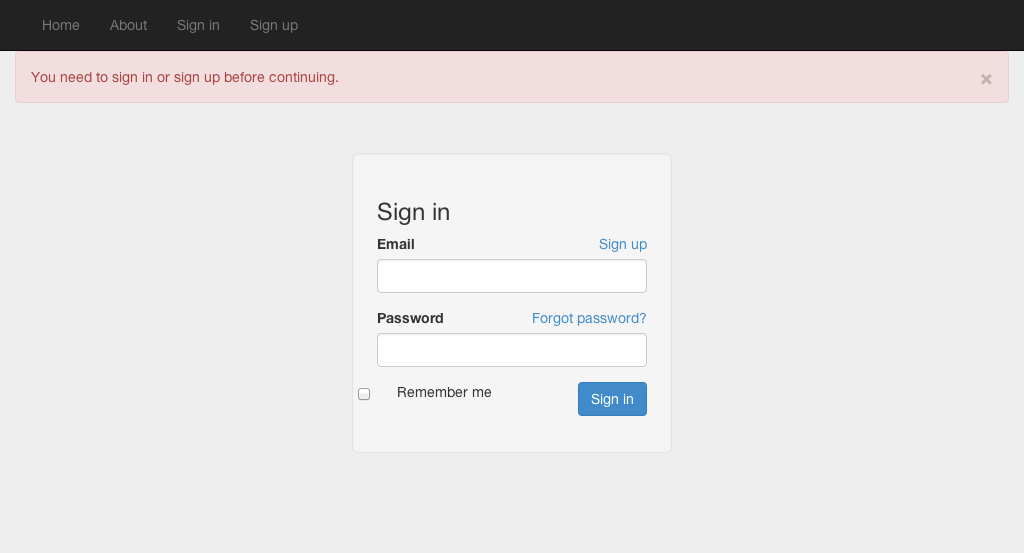 Home About Sign in Sign up
You need to sign in or sign up before continuing. ×
Sign in
Email Sign up
Password Forgot password?
Remember me Sign in